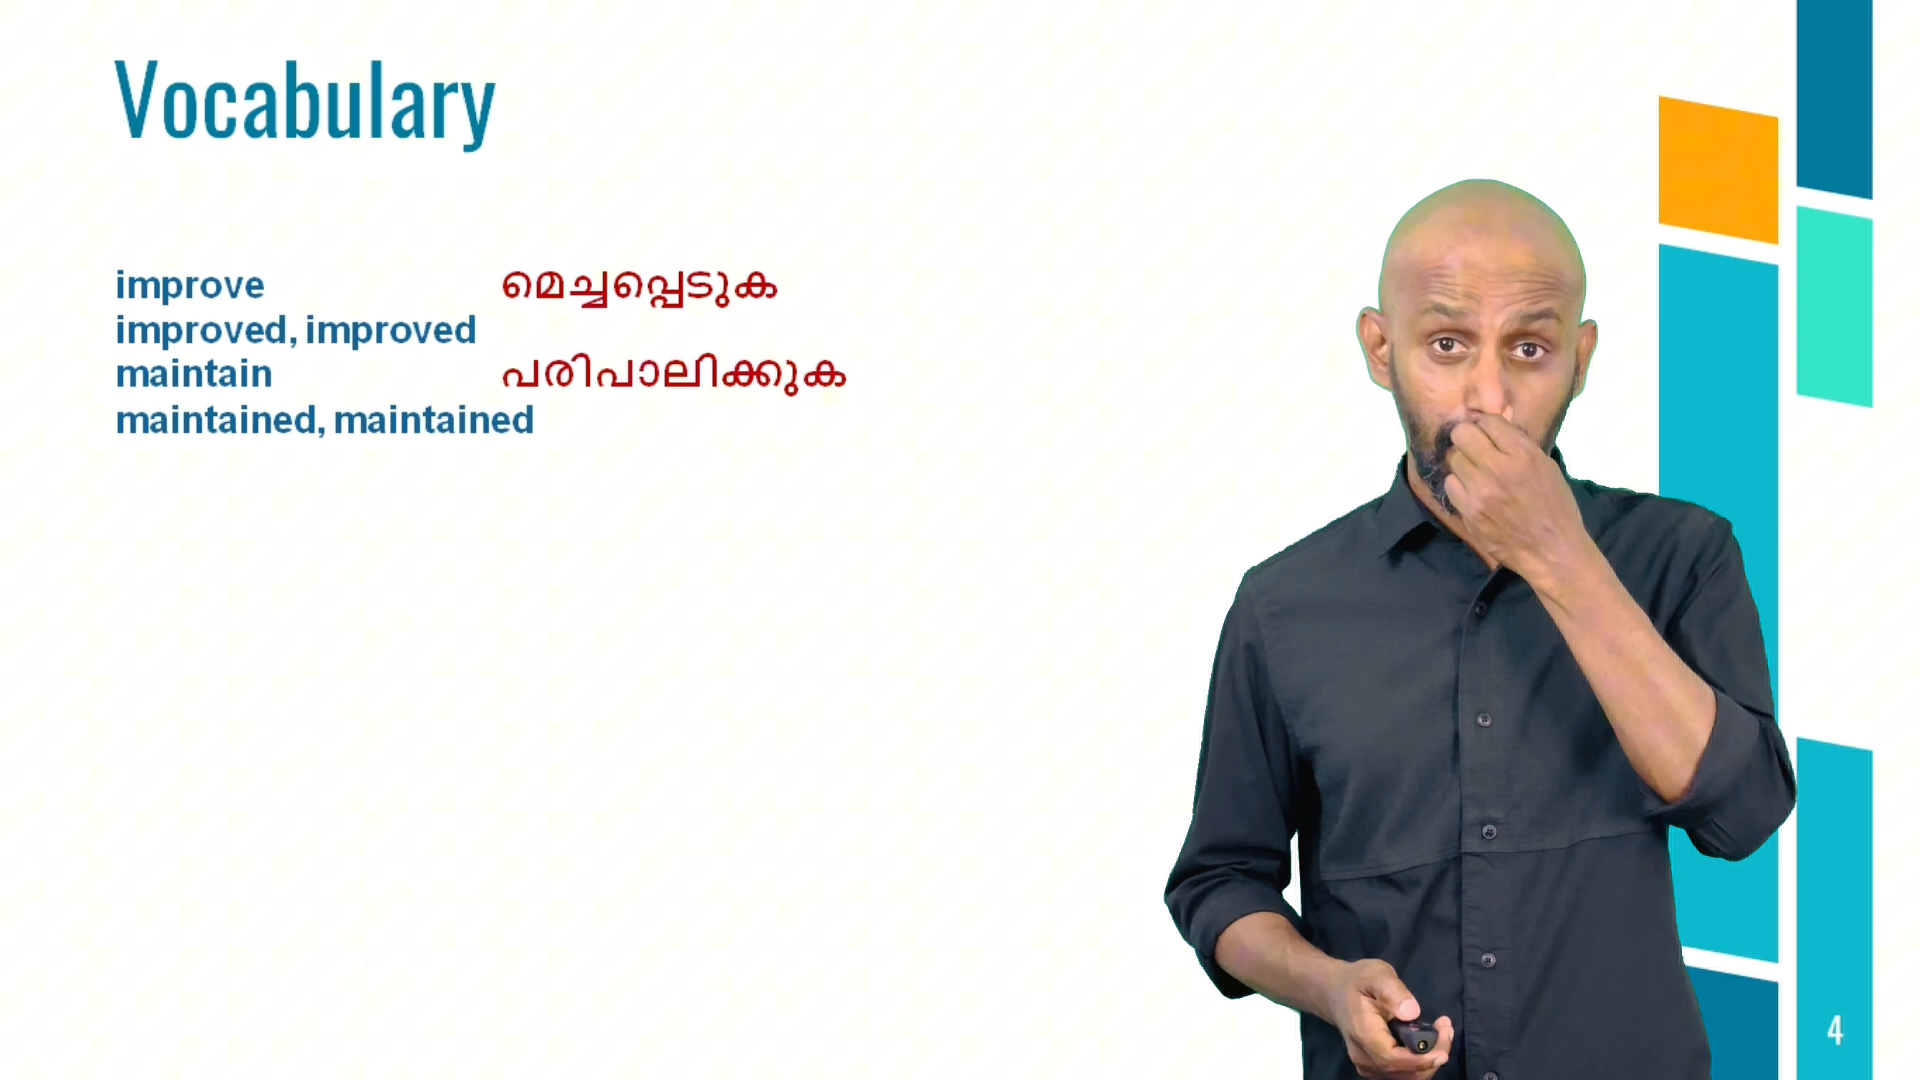 Vocabulary
improve മെച്ചപ്പെടുക
improved, improved
maintain പരിപാലിക്കുക
maintained, maintained
4